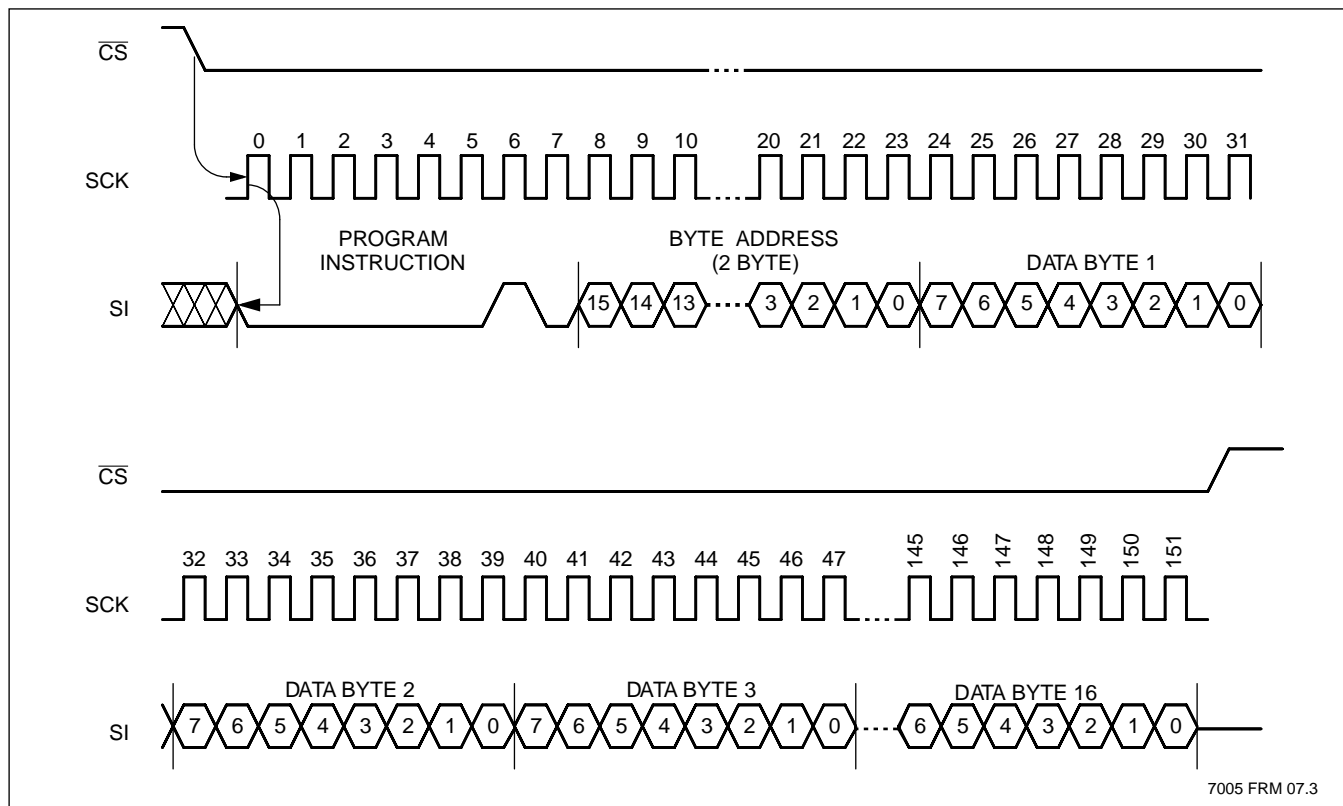 CS
0 1 2 3 4 5 6 7 8 9 10 20 21 22 23 24 25 26 27 28 29 30 31
SCK
PROGRAM
INSTRUCTION
BYTE ADDRESS
(2 BYTE)
DATA BYTE 1
SI
15 14 13 3 2 1 0 7 6 5 4 3 2 1 0
CS
32 33 34 35 36 37 38 39 40 41 42 43 44 45 46 47 145 146 147 148 149 150 151
SCK
DATA BYTE 2 DATA BYTE 3 DATA BYTE 16
SI
7 6 5 4 3 2 1 0 7 6 5 4 3 2 1 0 6 5 4 3 2 1 0
7005 FRM 07.3